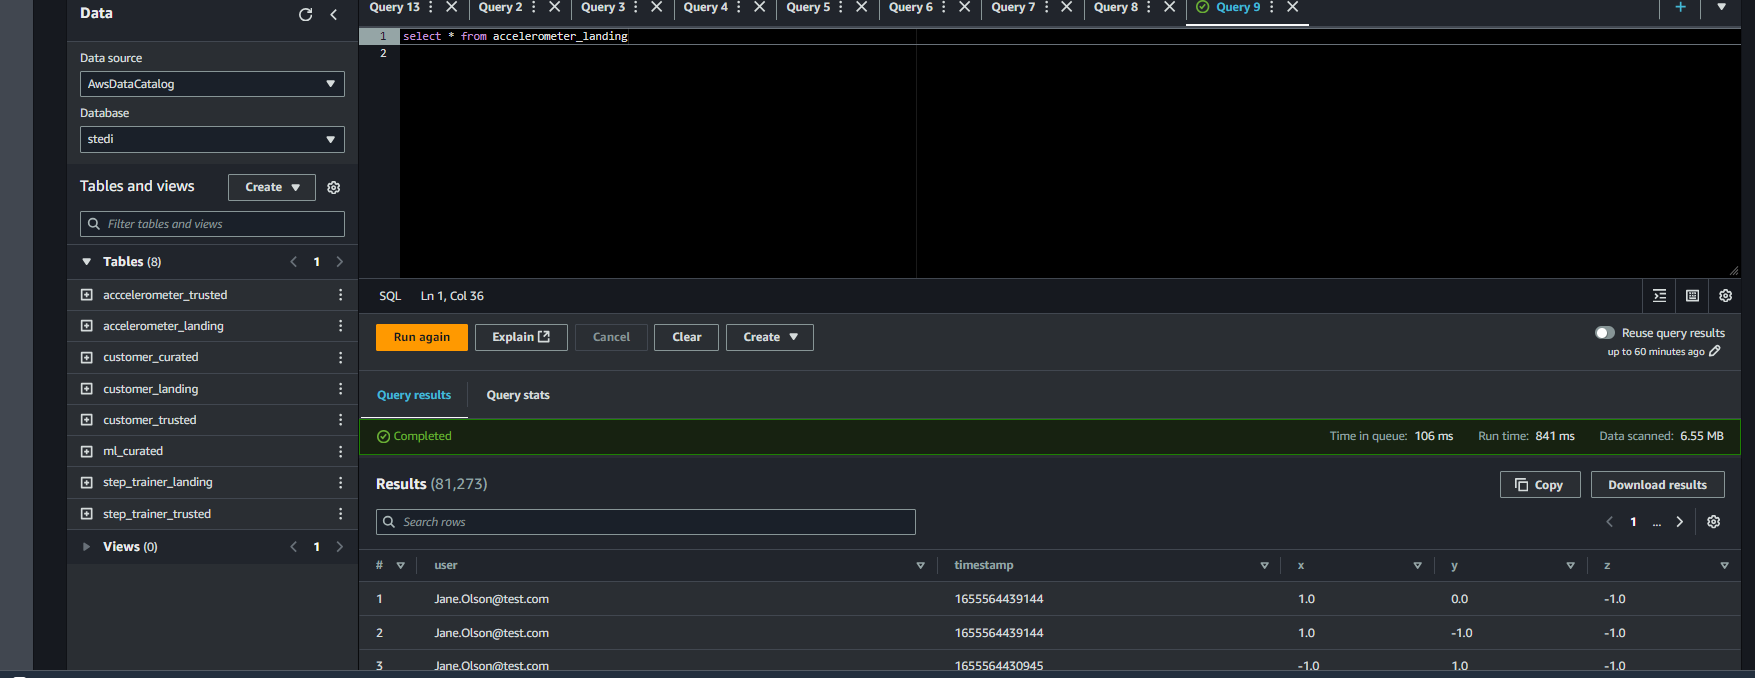 Data
Data source
AwsDataCatalog
Database
stedi
Tables and views
Create
Filter tables and views
Tables (8)
1
acccelerometer_trusted
accelerometer_landing
customer_curated
customer_landing
customer_trusted
ml_curated
step_trainer_landing
step_trainer_trusted
Views (0)
1
Query 13
Query 2
Query 3
Query 4
Query 5
Query 6
Query 7
Query 8
Query 9
1 select * from accelerometer_landing
2
SQL Ln 1, Col 36
Run again
Explain
Cancel
Clear
Create
Reuse query results
up to 60 minutes ago
Query results
Query stats
Completed
Time in queue: 106 ms Run time: 841 ms Data scanned: 6.55 MB
Results (81,273)
Copy
Download results
Search rows
1 ...
# user timestamp x y z
1 Jane.Olson@test.com 1655564439144 1.0 0.0 -1.0
2 Jane.Olson@test.com 1655564439144 1.0 -1.0 -1.0
3 Jane.Olson@test.com 1655564430945 -1.0 1.0 -1.0